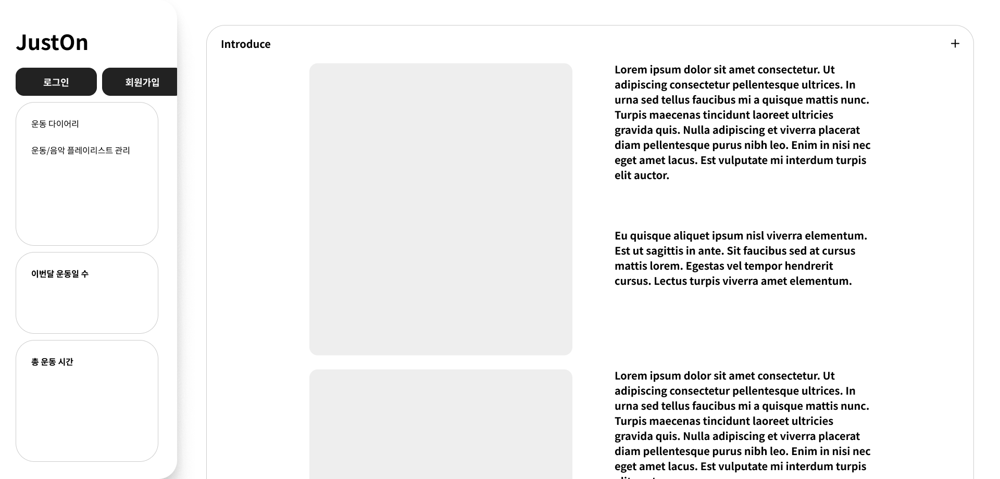 JustOn
로그인
회원가입
운동 다이어리
운동/음악 플레이리스트 관리
이번달 운동일 수
총 운동 시간
Introduce
Lorem ipsum dolor sit amet consectetur. Ut
adipiscing consectetur pellentesque ultrices. In
urna sed tellus faucibus mi a quisque mattis nunc.
Turpis maecenas tincidunt laoreet ultricies
gravida quis. Nulla adipiscing et viverra placerat
diam pellentesque purus nibh leo. Enim in nisi nec
eget amet lacus. Est vulputate mi interdum turpis
elit auctor.
Eu quisque aliquet ipsum nisl viverra elementum.
Est ut sagittis in ante. Sit faucibus sed at cursus
mattis lorem. Egestas vel tempor hendrerit
cursus. Lectus turpis viverra amet elementum.
Lorem ipsum dolor sit amet consectetur. Ut
adipiscing consectetur pellentesque ultrices. In
urna sed tellus faucibus mi a quisque mattis nunc.
Turpis maecenas tincidunt laoreet ultricies
gravida quis. Nulla adipiscing et viverra placerat
diam pellentesque purus nibh leo. Enim in nisi nec
eget amet lacus. Est vulputate mi interdum turpis